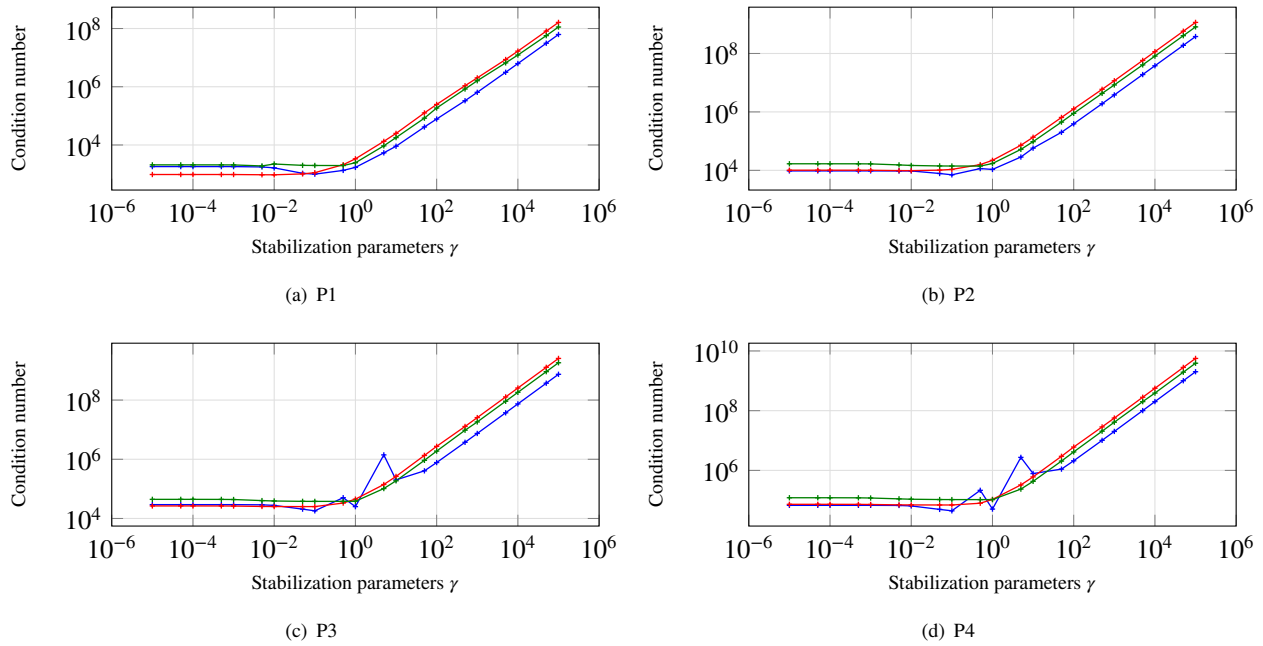 Condition number
10^8
10^6
10^4
10^−6 10^−4 10^−2 10^0 10^2 10^4 10^6
Stabilization parameters γ
(a) P1
Condition number
10^8
10^6
10^4
10^−6 10^−4 10^−2 10^0 10^2 10^4 10^6
Stabilization parameters γ
(b) P2
Condition number
10^8
10^6
10^4
10^−6 10^−4 10^−2 10^0 10^2 10^4 10^6
Stabilization parameters γ
(c) P3
Condition number
10^10
10^8
10^6
10^−6 10^−4 10^−2 10^0 10^2 10^4 10^6
Stabilization parameters γ
(d) P4